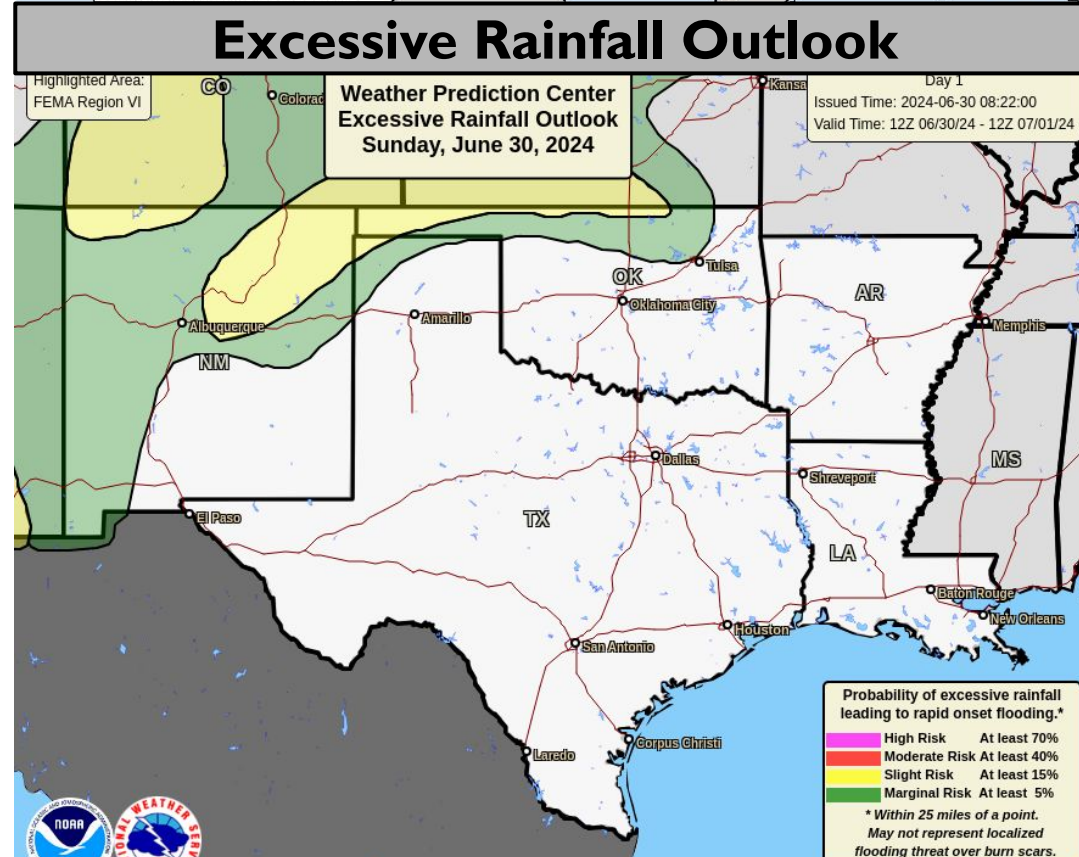 Excessive Rainfall Outlook
Highlighted Area:
FEMA Region VI
Weather Prediction Center
Excessive Rainfall Outlook
Sunday, June 30, 2024
Day 1
Issued Time: 2024-06-30 08:22:00
Valid Time: 12Z 06/30/24 - 12Z 07/01/24
CO
Colorad
Kansa
Tulsa
OK
Oklahoma City
AR
Amarillo
Albuquerque
Memphis
NM
Dallas
Shreveport
MS
El Paso
TX
LA
Baton Rouge
New Orleans
Houston
San Antonio
Corpus Christi
Laredo
Probability of excessive rainfall
leading to rapid onset flooding.*
High Risk At least 70%
Moderate Risk At least 40%
Slight Risk At least 15%
Marginal Risk At least 5%
* Within 25 miles of a point.
May not represent localized
flooding threat over burn scars.
NOAA
WEATHER SER